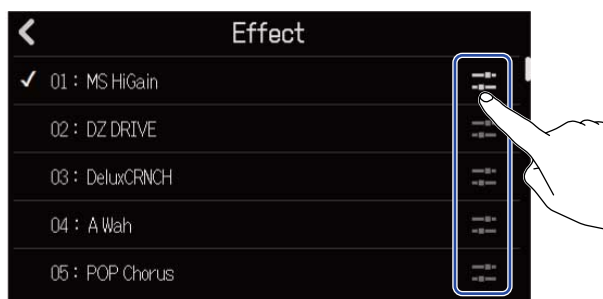 Effect
01 : MS HiGain
02 : DZ DRIVE
03 : DeluxCRNCH
04 : A Wah
05 : POP Chorus